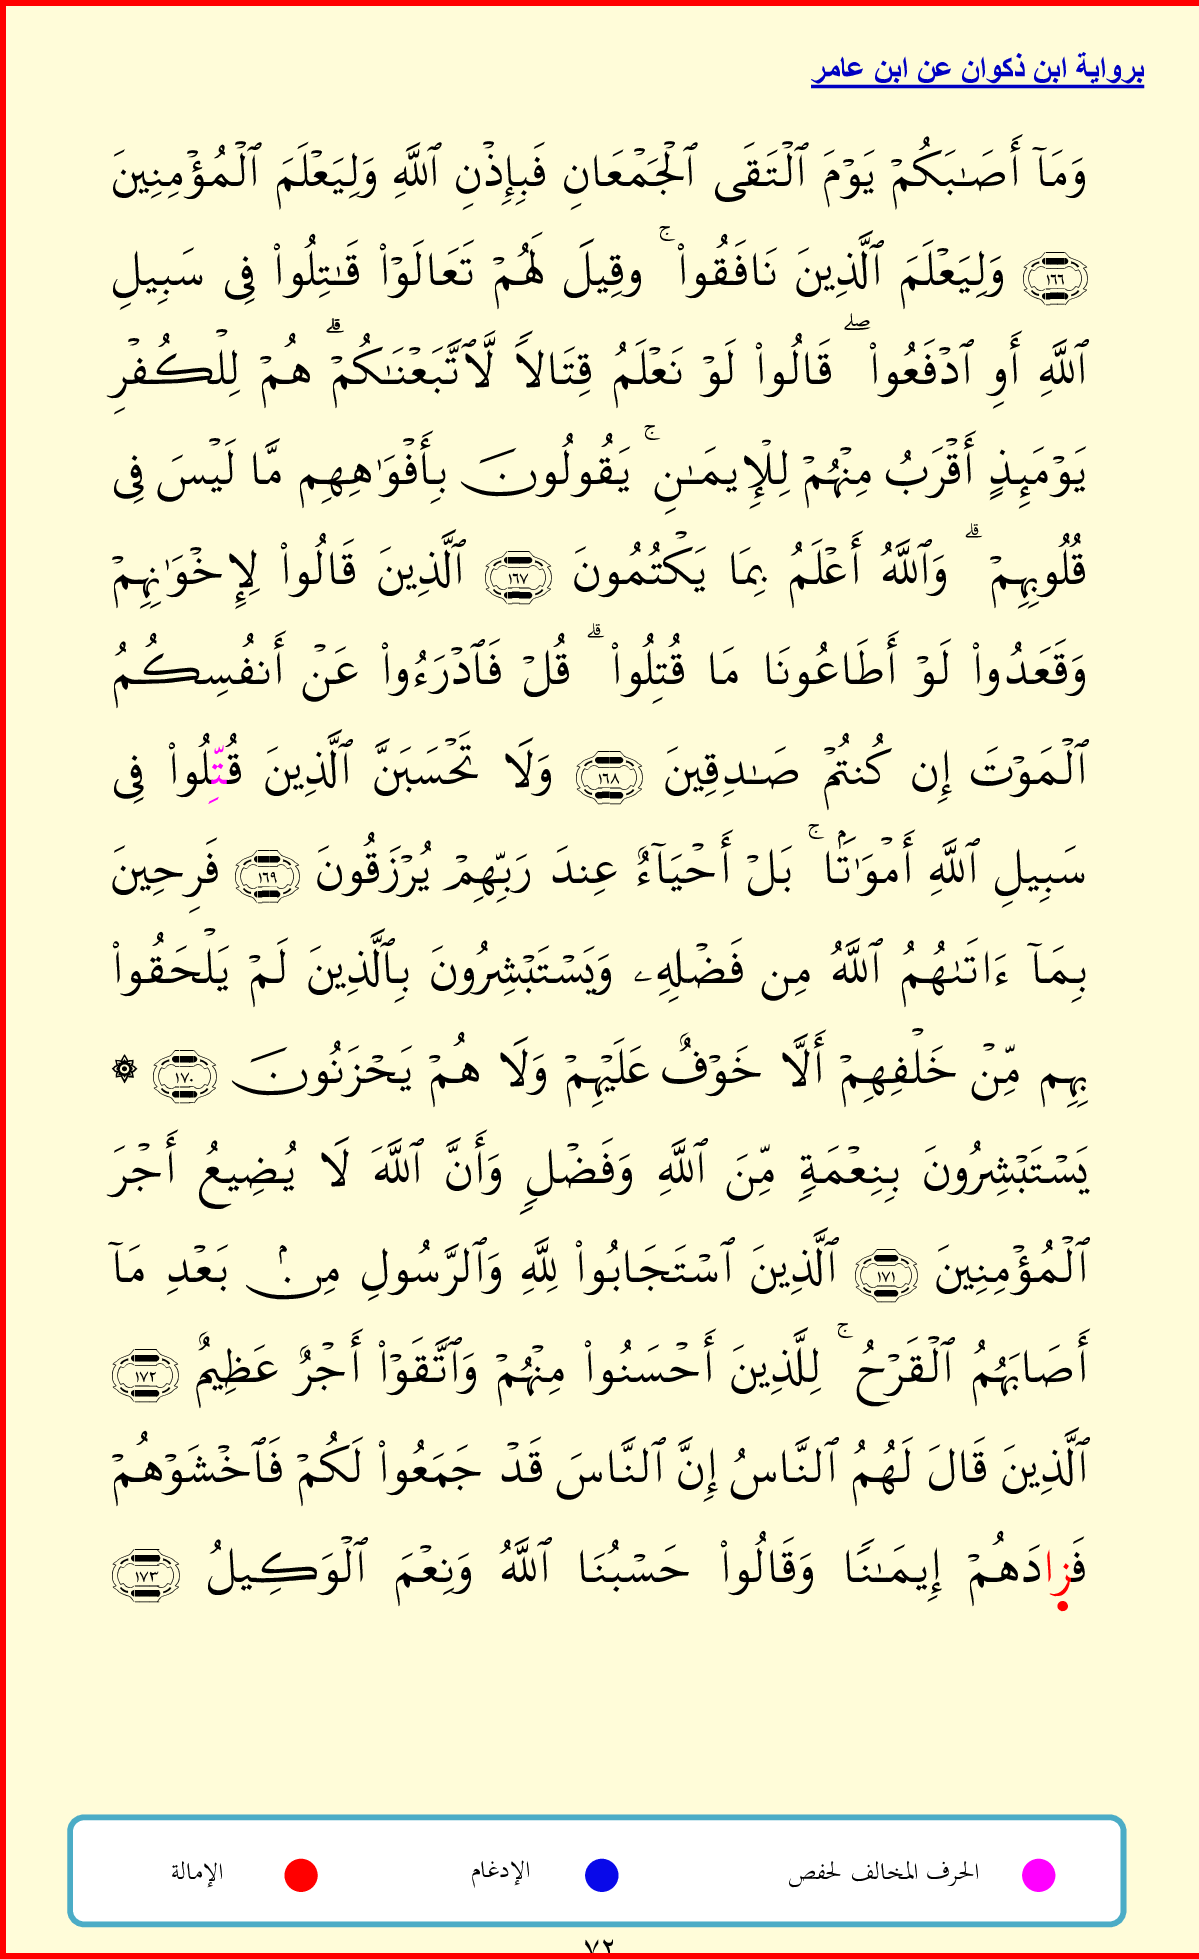 برواية ابن ذكوان عن ابن عامر
وَمَآ أَصَـٰبَكُمۡ يَوۡمَ ٱلۡتَقَى ٱلۡجَمۡعَانِ فَبِإِذۡنِ ٱللَّهِ وَلِيَعۡلَمَ ٱلۡمُؤۡمِنِينَ
١٦٦ وَلِيَعۡلَمَ ٱلَّذِينَ نَافَقُواْ ۚ وقِيلَ لَهُمۡ تَعَالَوۡاْ قَـٰتِلُواْ فِى سَبِيلِ
ٱللَّهِ أَوِ ٱدۡفَعُواْ ۖ قَالُواْ لَوۡ نَعۡلَمُ قِتَالاً لَّٱتَّبَعۡنَـٰكُمۡ ۗ هُمۡ لِلۡكُفۡرِ
يَوۡمَئِذٍ أَقۡرَبُ مِنۡہُمۡ لِلۡإِيمَـٰنِ ۚ يَقُولُونَ بِأَفۡوَٰهِهِم مَّا لَيۡسَ فِى
قُلُوبِہِمۡ ۗ وَٱللَّهُ أَعۡلَمُ بِمَا يَكۡتُمُونَ ١٦٧ ٱلَّذِينَ قَالُواْ لِإِخۡوَٰنِہِمۡ
وَقَعَدُواْ لَوۡ أَطَاعُونَا مَا قُتِلُواْ ۗ قُلۡ فَٱدۡرَءُواْ عَنۡ أَنفُسِڪُمُ
ٱلۡمَوۡتَ إِن كُنتُمۡ صَـٰدِقِينَ ١٦٨ وَلَا تَحۡسَبَنَّ ٱلَّذِينَ قُتِّلُواْ فِى
سَبِيلِ ٱللَّهِ أَمۡوَٰتَۢا ۚ بَلۡ أَحۡيَآءٌ عِندَ رَبِّهِمۡ يُرۡزَقُونَ ١٦٩ فَرِحِينَ
بِمَآ ءَاتَٮٰهُمُ ٱللَّهُ مِن فَضۡلِهِۦ وَيَسۡتَبۡشِرُونَ بِٱلَّذِينَ لَمۡ يَلۡحَقُواْ
بِہِم مِّنۡ خَلۡفِهِمۡ أَلَّا خَوۡفٌ عَلَيۡہِمۡ وَلَا هُمۡ يَحۡزَنُونَ ١٧٠ ۞
يَسۡتَبۡشِرُونَ بِنِعۡمَةٍ مِّنَ ٱللَّهِ وَفَضۡلٍ وَأَنَّ ٱللَّهَ لَا يُضِيعُ أَجۡرَ
ٱلۡمُؤۡمِنِينَ ١٧١ ٱلَّذِينَ ٱسۡتَجَابُواْ لِلَّهِ وَٱلرَّسُولِ مِنۢ بَعۡدِ مَآ
أَصَابَہُمُ ٱلۡقَرۡحُ ۚ لِلَّذِينَ أَحۡسَنُواْ مِنۡہُمۡ وَٱتَّقَوۡاْ أَجۡرٌ عَظِيمٌ ١٧٢
ٱلَّذِينَ قَالَ لَهُمُ ٱلنَّاسُ إِنَّ ٱلنَّاسَ قَدۡ جَمَعُواْ لَكُمۡ فَٱخۡشَوۡهُمۡ
فَزادَهُمۡ إِيمَـٰنًا وَقَالُواْ حَسۡبُنَا ٱللَّهُ وَنِعۡمَ ٱلۡوَڪِيلُ ١٧٣
الحرف المخالف لحفص الإدغام الإمالة
٧٢